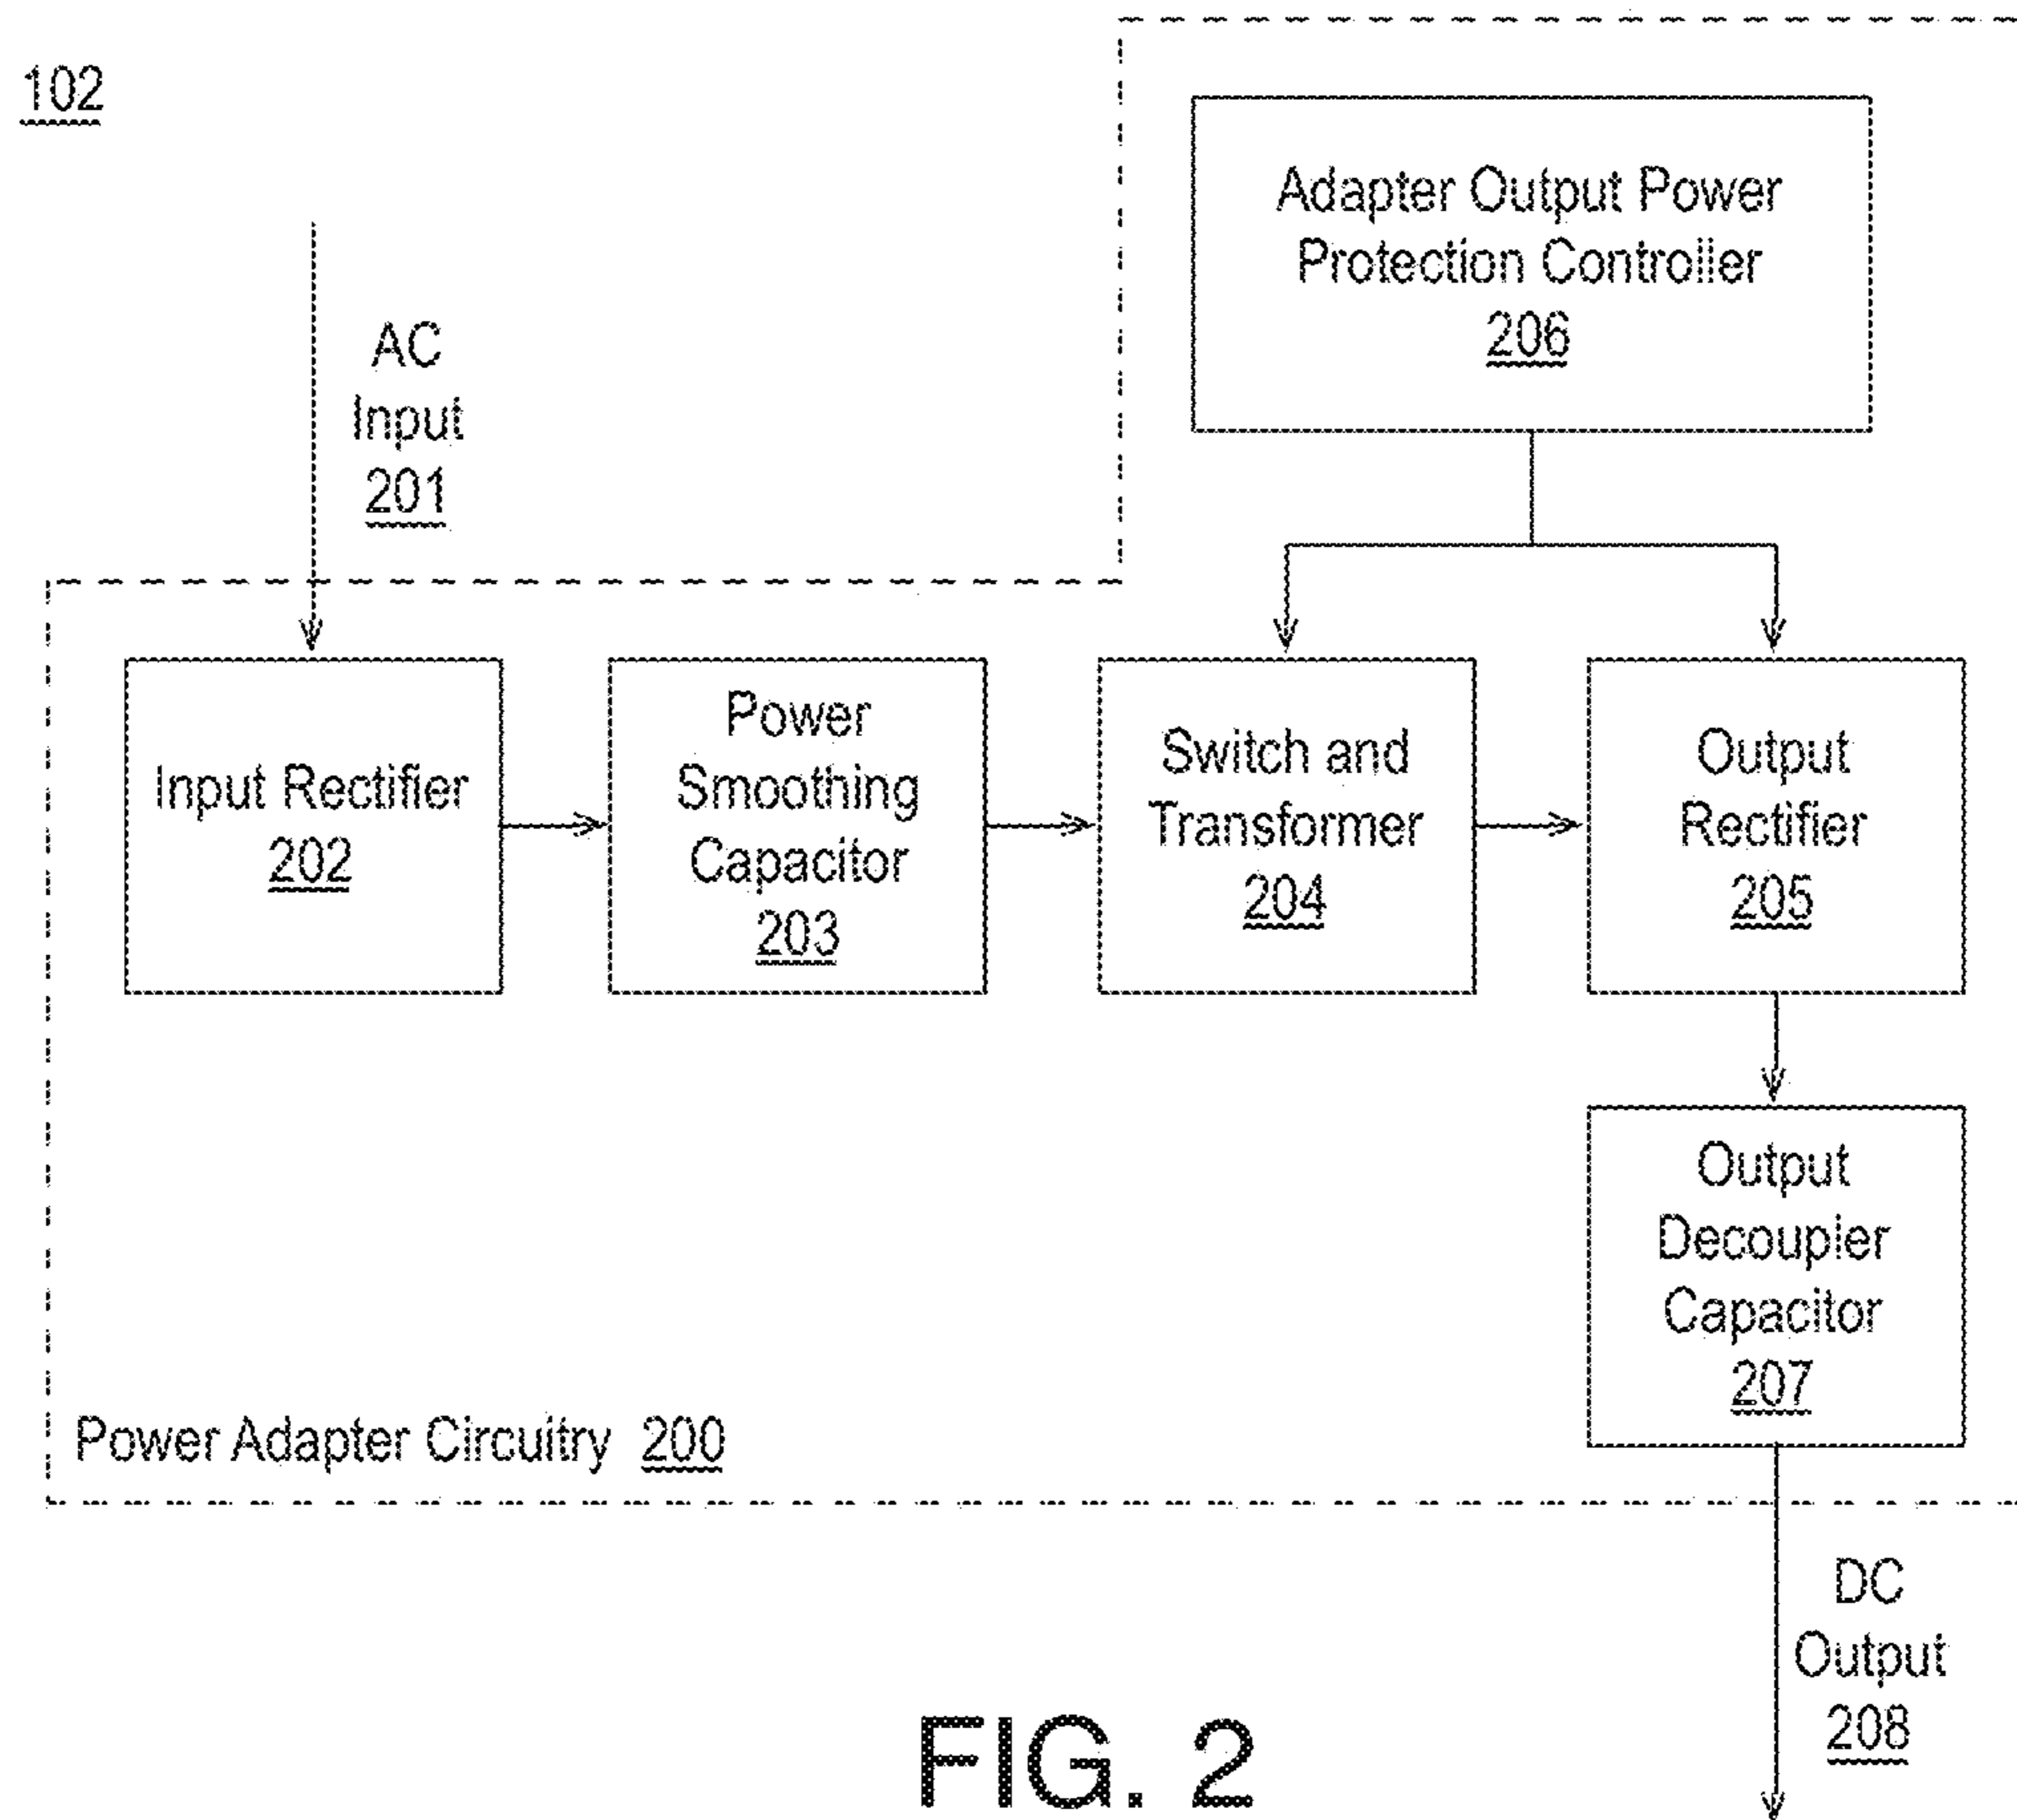 102
Adapter Output Power
Protection Controller
206
AC
Input
201
Input Rectifier
202
Power
Smoothing
Capacitor
203
Switch and
Transformer
204
Output
Rectifier
205
Output
Decoupler
Capacitor
207
Power Adapter Circuitry 200
DC
Output
208
FIG. 2